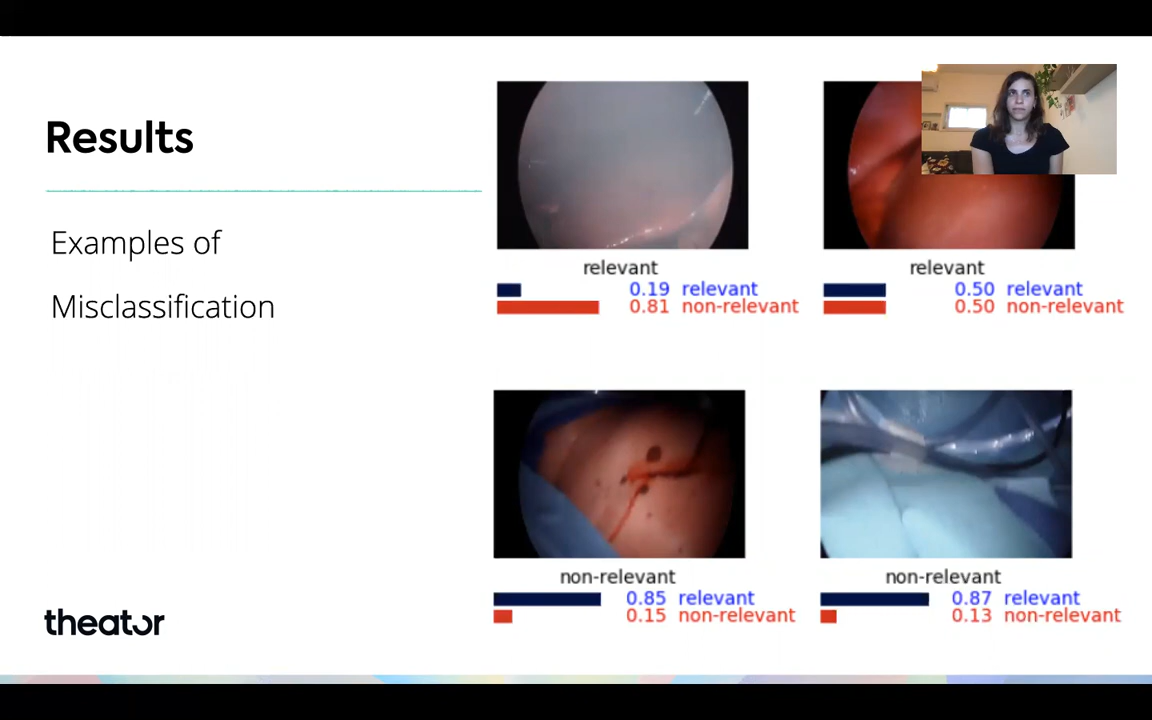 Results
Examples of
Misclassification
relevant
0.19 relevant
0.81 non-relevant
relevant
0.50 relevant
0.50 non-relevant
non-relevant
0.85 relevant
0.15 non-relevant
non-relevant
0.87 relevant
0.13 non-relevant
theator